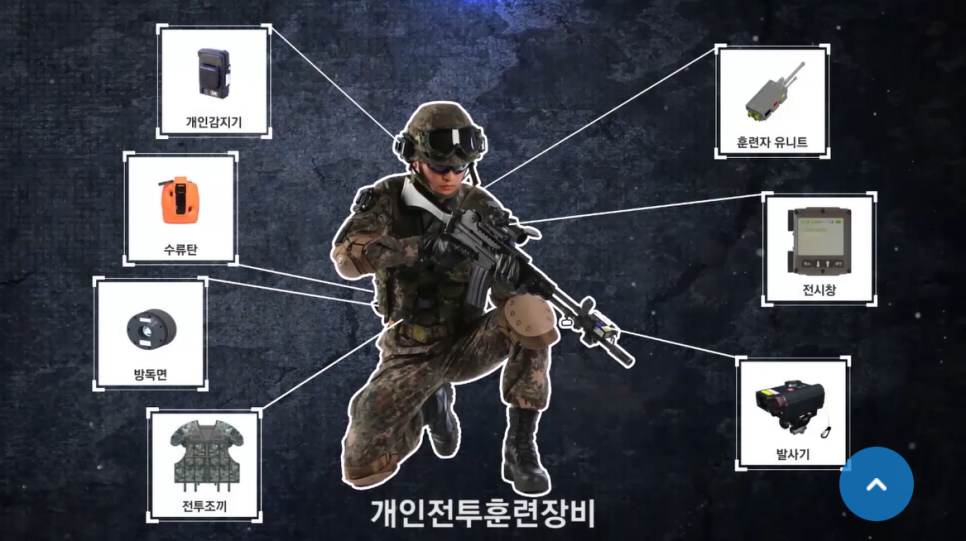 개인감지기
수류탄
방독면
전투조끼
훈련자 유니트
전시창
발사기
개인전투훈련장비